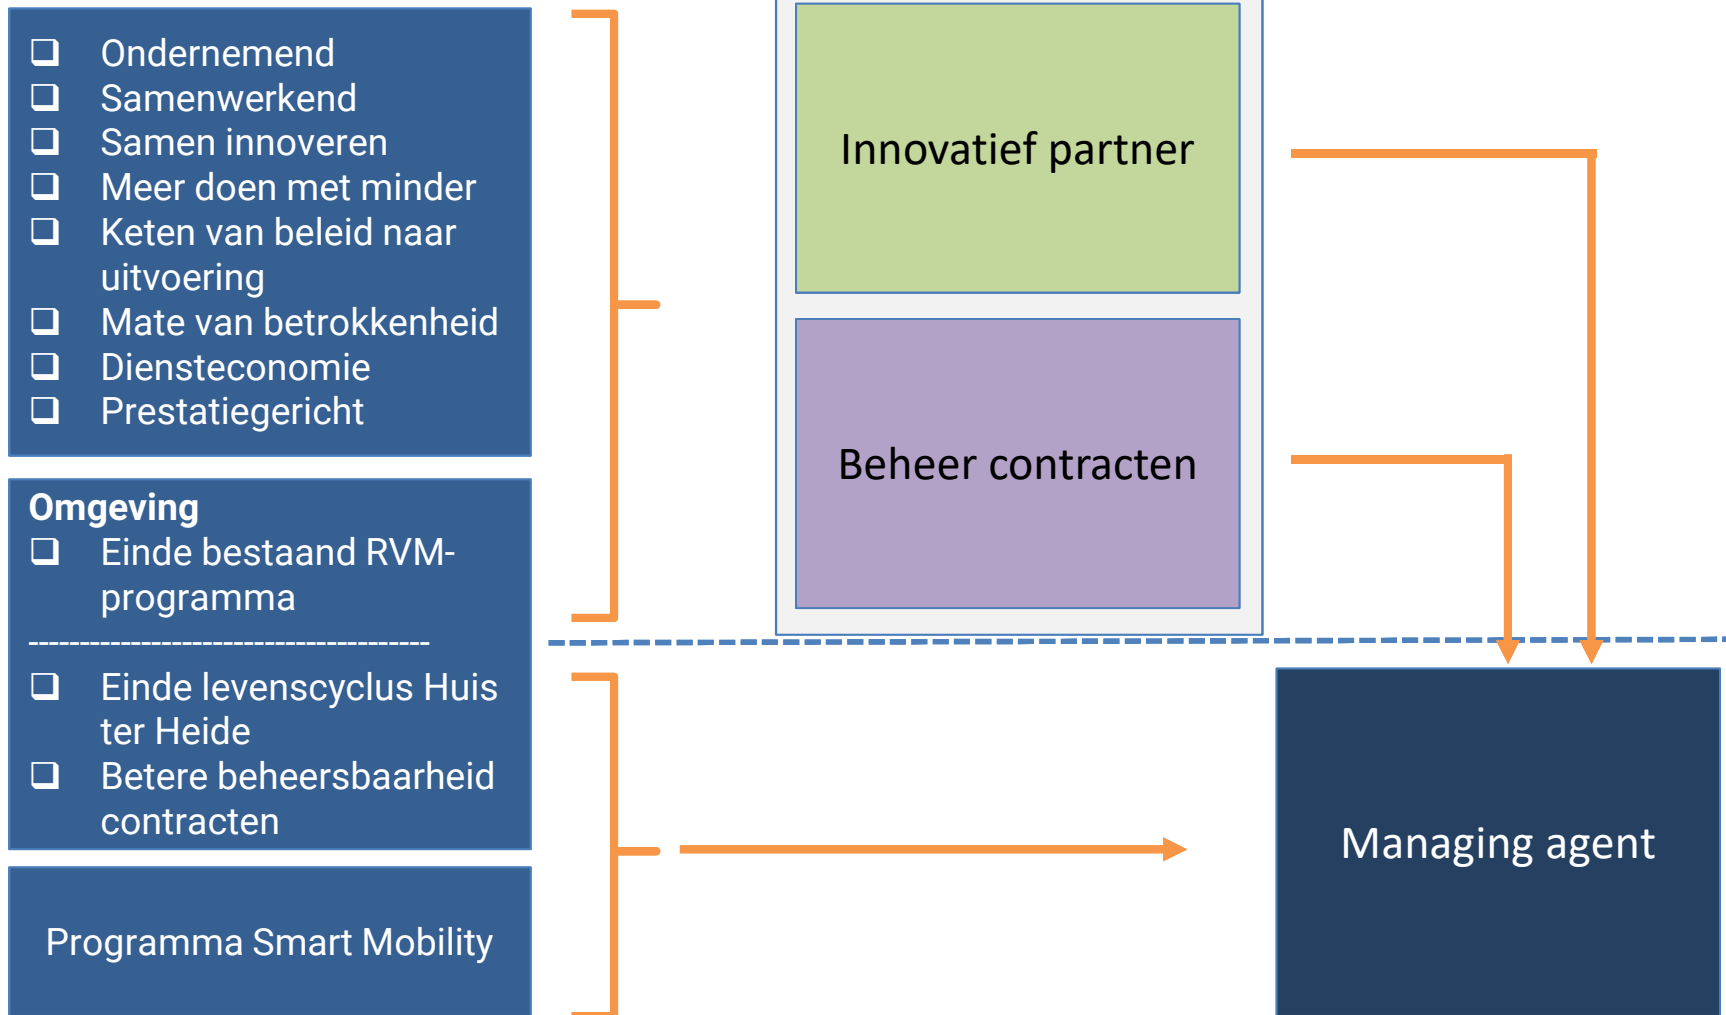 ❑ Ondernemend
❑ Samenwerkend
❑ Samen innoveren
❑ Meer doen met minder
❑ Keten van beleid naar
uitvoering
❑ Mate van betrokkenheid
❑ Diensteconomie
❑ Prestatiegericht
Omgeving
❑ Einde bestaand RVM-
programma
----------------------------------------
❑ Einde levenscyclus Huis
ter Heide
❑ Betere beheersbaarheid
contracten
Programma Smart Mobility
Innovatief partner
Beheer contracten
Managing agent